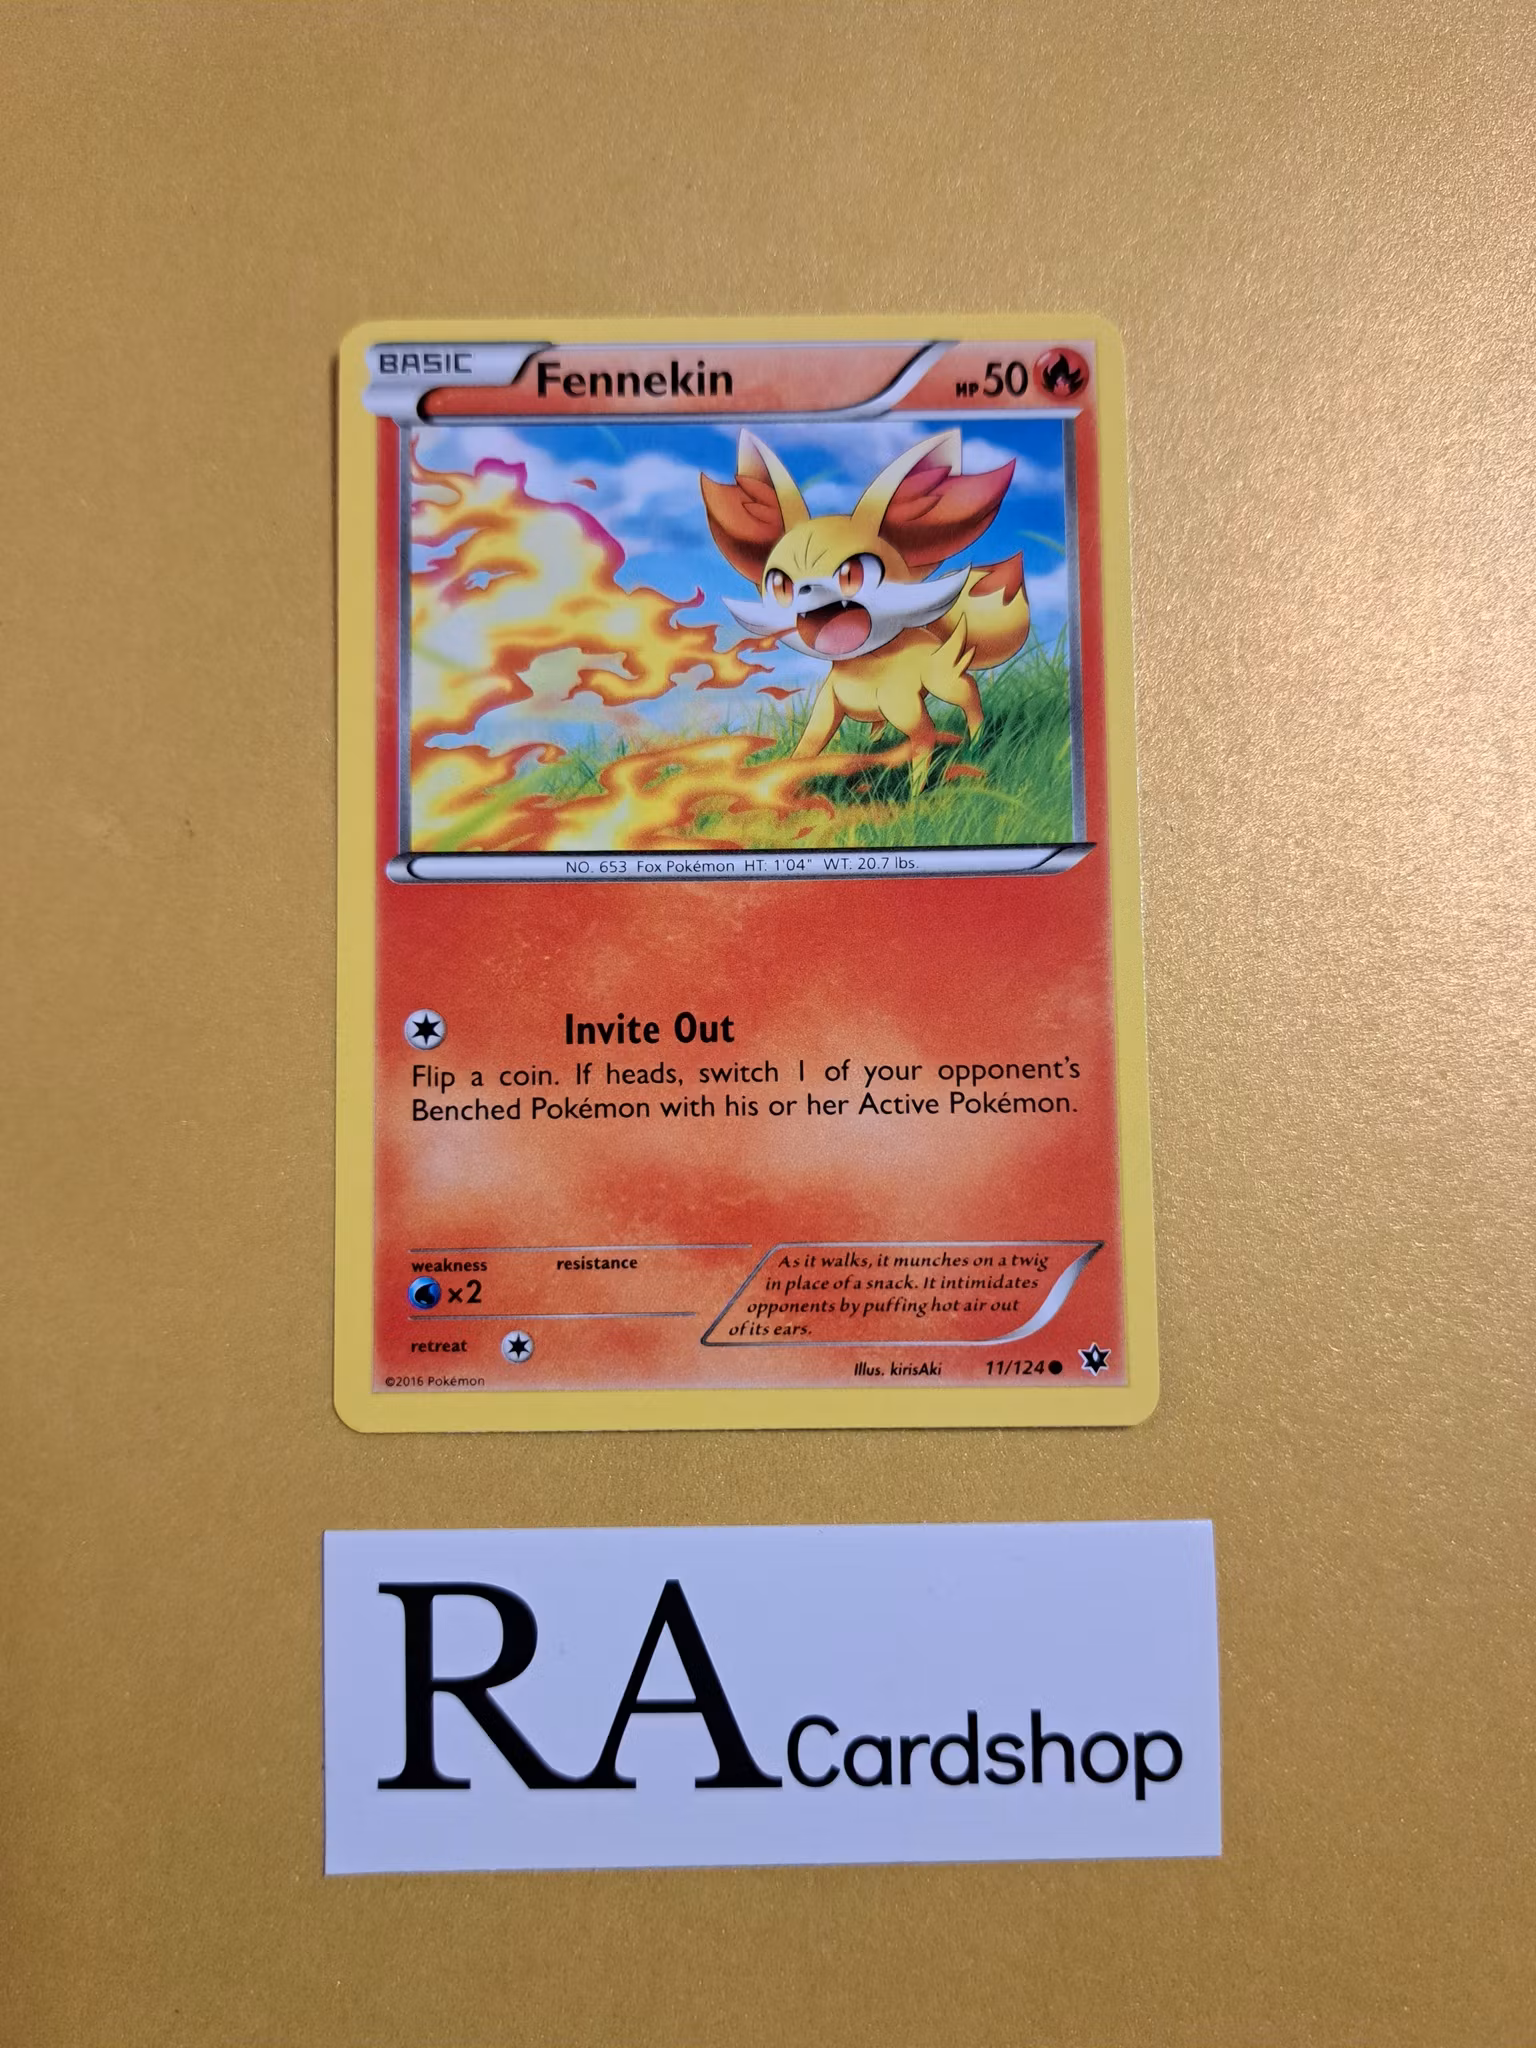 BASIC Fennekin HP 50
NO. 653 Fox Pokémon HT: 1'04" WT: 20.7 lbs.
Invite Out
Flip a coin. If heads, switch 1 of your opponent's
Benched Pokémon with his or her Active Pokémon.
weakness resistance
×2
retreat
As it walks, it munches on a twig
in place of a snack. It intimidates
opponents by puffing hot air out
of its ears.
Illus. kirisAki 11/124
©2016 Pokémon
RA Cardshop